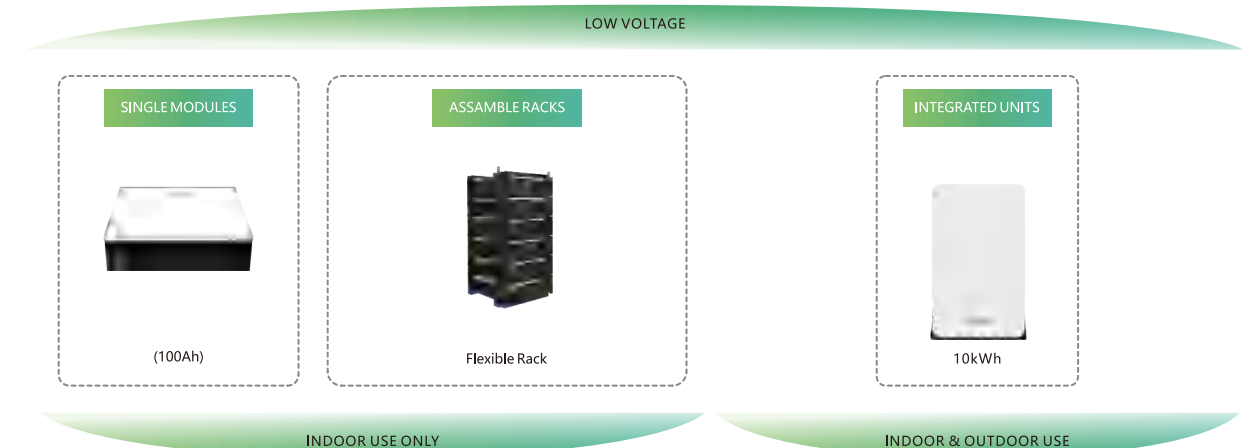 LOW VOLTAGE
SINGLE MODULES
ASSAMBLE RACKS
INTEGRATED UNITS
(100Ah)
Flexible Rack
10kWh
INDOOR USE ONLY
INDOOR & OUTDOOR USE